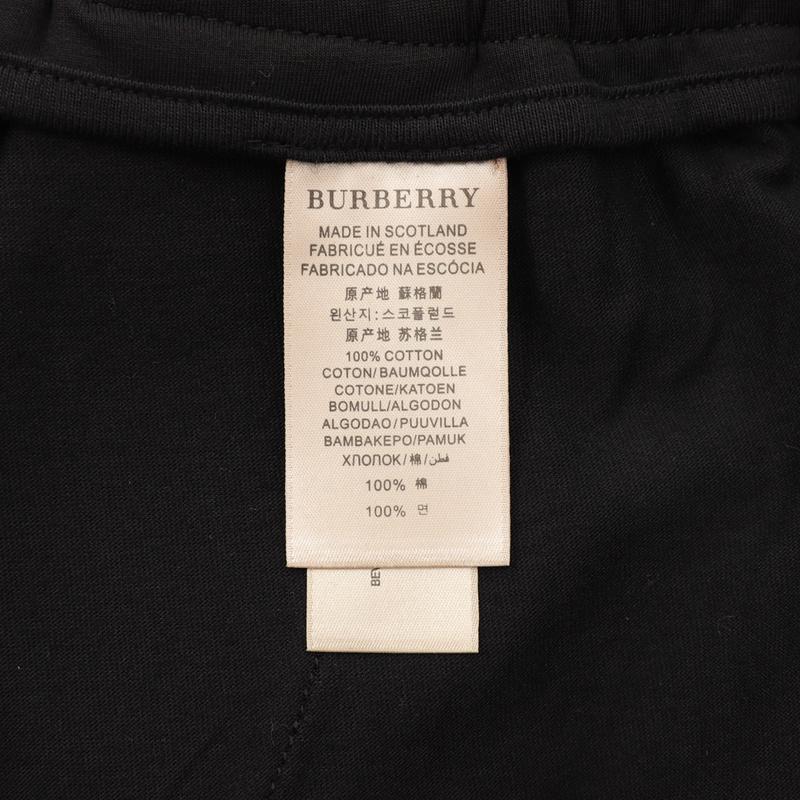 BURBERRY
MADE IN SCOTLAND
FABRICUÉ EN ÉCOSSE
FABRICADO NA ESCÓCIA
原产地 蘇格蘭
원산지:스코플런드
原产地 苏格兰
100% COTTON
COTON/BAUMQOLLE
COTONE/KATOEN
BOMULL/ALGODON
ALGODAO/PUUVILLA
BAMBAKEPO/PAMUK
ХЛОПОК/棉/قطن
100% 棉
100% 면